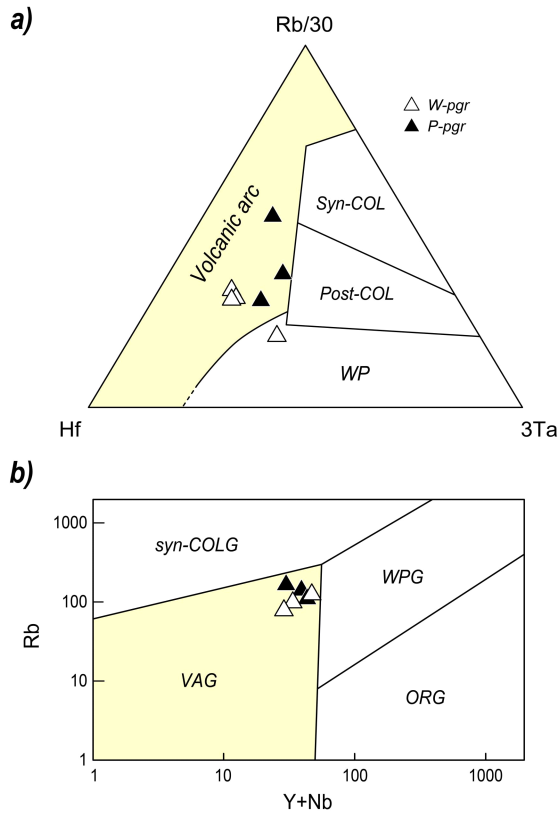 a)
Rb/30
W-pgr
P-pgr
Volcanic arc
Syn-COL
Post-COL
WP
Hf
3Ta
b)
1000
100
10
1
Rb
syn-COLG
WPG
VAG
ORG
1
10
100
1000
Y+Nb